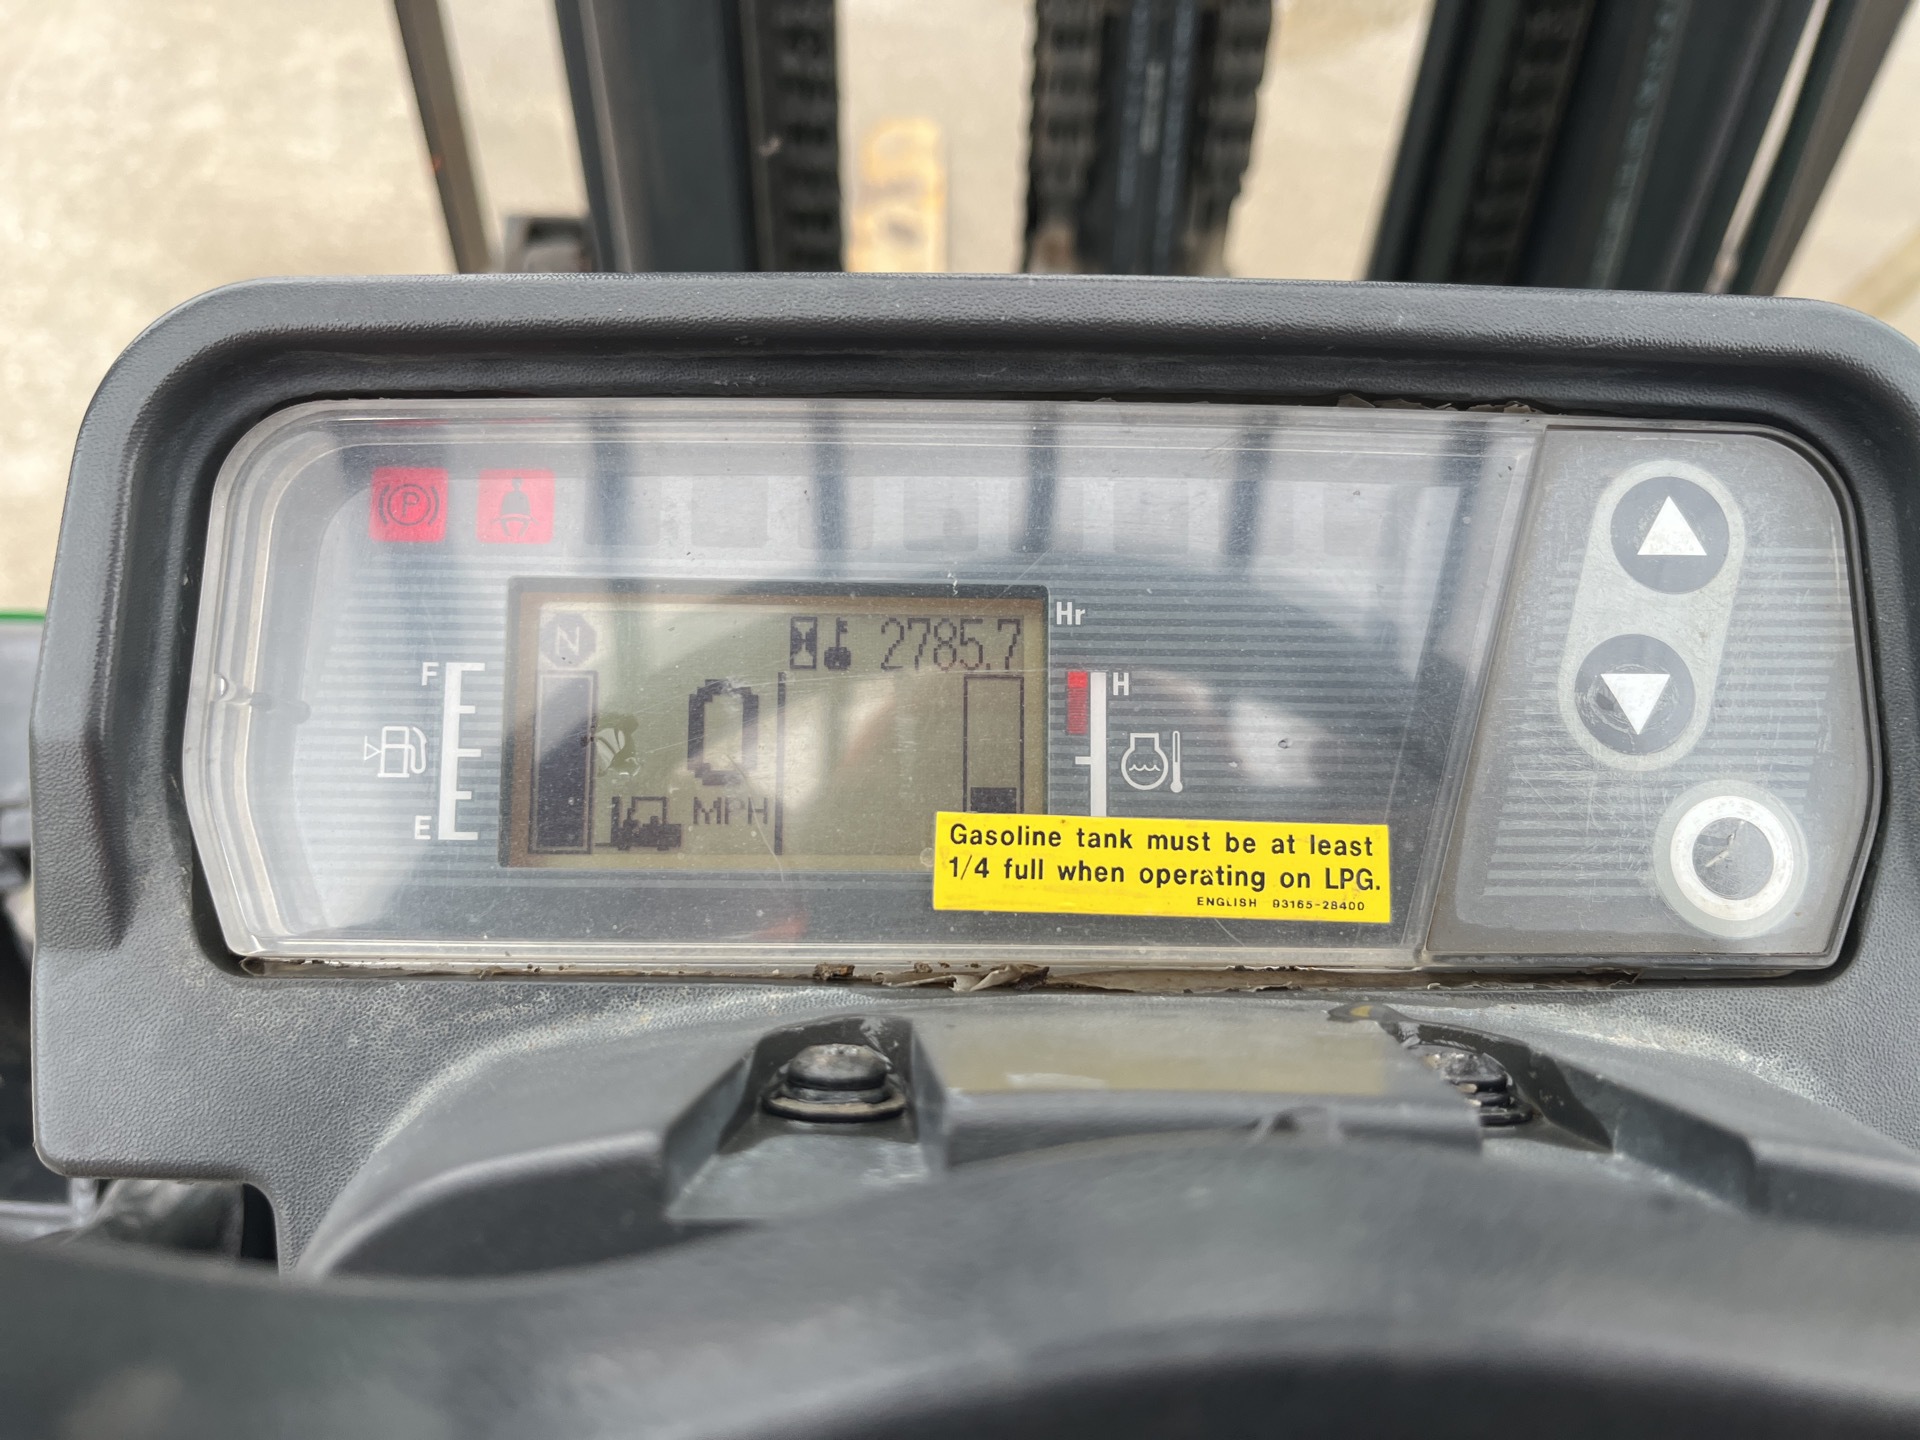 P
N
2785.7
Hr
F
0
H
MPH
E
Gasoline tank must be at least
1/4 full when operating on LPG.
ENGLISH 93165-28400